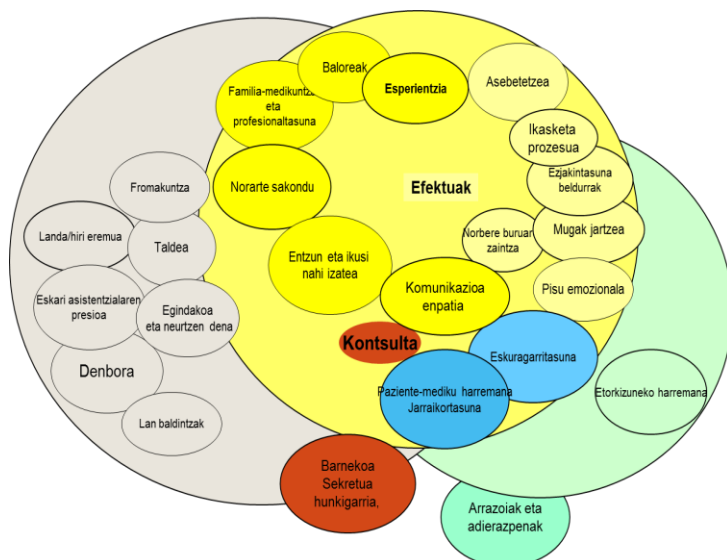 Baloreak
Familia-medikuntza
eta
profesionaltasuna
Esperientzia
Asebetetzea
Ikasketa
prozesua
Ezjakintasuna
beldurrak
Fromakuntza
Norarte sakondu
Efektuak
Landa/hiri eremua
Taldea
Norbere buruar
zaintza
Mugak jartzea
Entzun eta ikusi
nahi izatea
Eskari asistentzialaren
presioa
Egindakoa
eta neurtzen dena
Komunikazioa
enpatia
Pisu emozionala
Kontsulta
Eskuragarritasuna
Denbora
Paziente-mediku harremana
Jarraikortasuna
Etorkizuneko harremana
Lan baldintzak
Barnekoa
Sekretua
hunkigarria,
Arrazoiak eta
adierazpenak